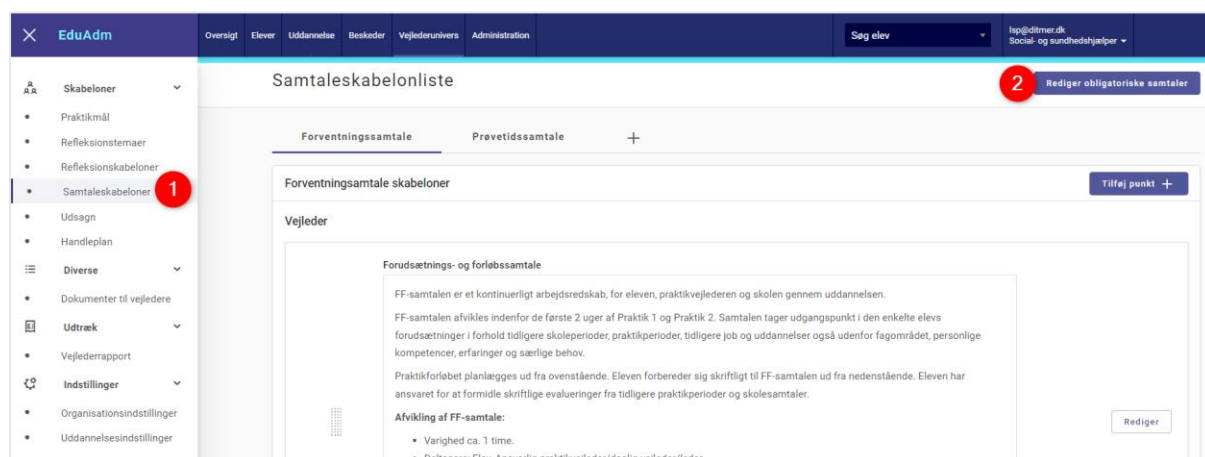 EduAdm
Oversigt Elever Uddannelse Beskeder Vejlederunivers Administration
Søg elev
lsp@ditmer.dk
Social- og sundhedshjælper
Skabeloner
Praktikmål
Refleksionstemaer
Refleksionskabeloner
Samtaleskabeloner
1
Udsagn
Handleplan
Diverse
Dokumenter til vejledere
Udtræk
Vejlederrapport
Indstillinger
Organisationsindstillinger
Uddannelsesindstillinger
Samtaleskabelonliste
2
Rediger obligatoriske samtaler
Forventningssamtale Prøvetidssamtale
Forventningsamtale skabeloner
Tilføj punkt
Vejleder
Forudsætnings- og forløbssamtale
FF-samtalen er et kontinuerligt arbejdsredskab, for eleven, praktikvejlederen og skolen gennem uddannelsen.
FF-samtalen afvikles indenfor de første 2 uger af Praktik 1 og Praktik 2. Samtalen tager udgangspunkt i den enkelte elevs
forudsætninger i forhold tidligere skoleperioder, praktikperioder, tidligere job og uddannelser også udenfor fagområdet, personlige
kompetencer, erfaringer og særlige behov.
Praktikforløbet planlægges ud fra ovenstående. Eleven forbereder sig skriftligt til FF-samtalen ud fra nedenstående. Eleven har
ansvaret for at formidle skriftlige evalueringer fra tidligere praktikperioder og skolesamtaler.
Afvikling af FF-samtale:
Varighed ca. 1 time.
Rediger